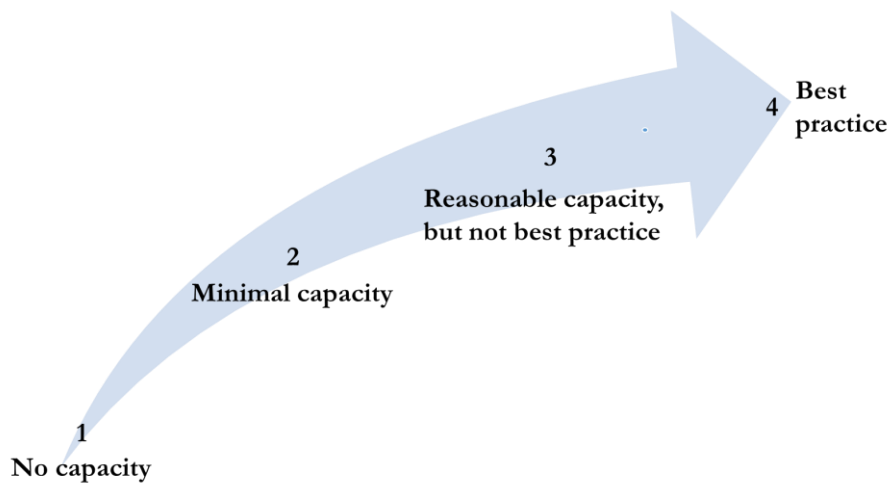 1
No capacity
2
Minimal capacity
3
Reasonable capacity,
but not best practice
4
Best
practice